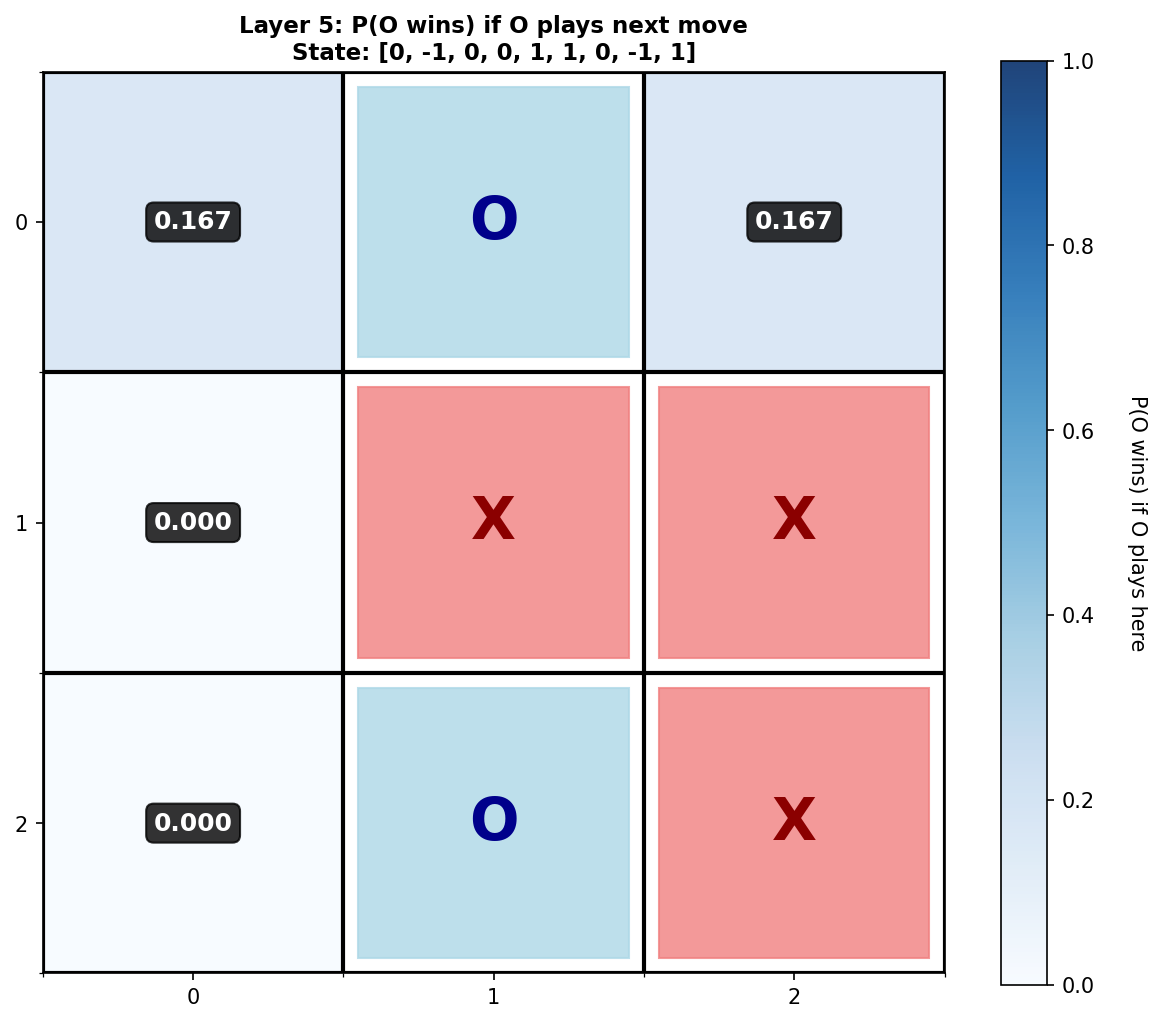 Layer 5: P(O wins) if O plays next move
State: [0, -1, 0, 0, 1, 1, 0, -1, 1]
0.167
O
0.167
0.000
X
X
0.000
O
X
0
1
2
0
1
2
1.0
0.8
0.6
0.4
0.2
0.0
P(O wins) if O plays here